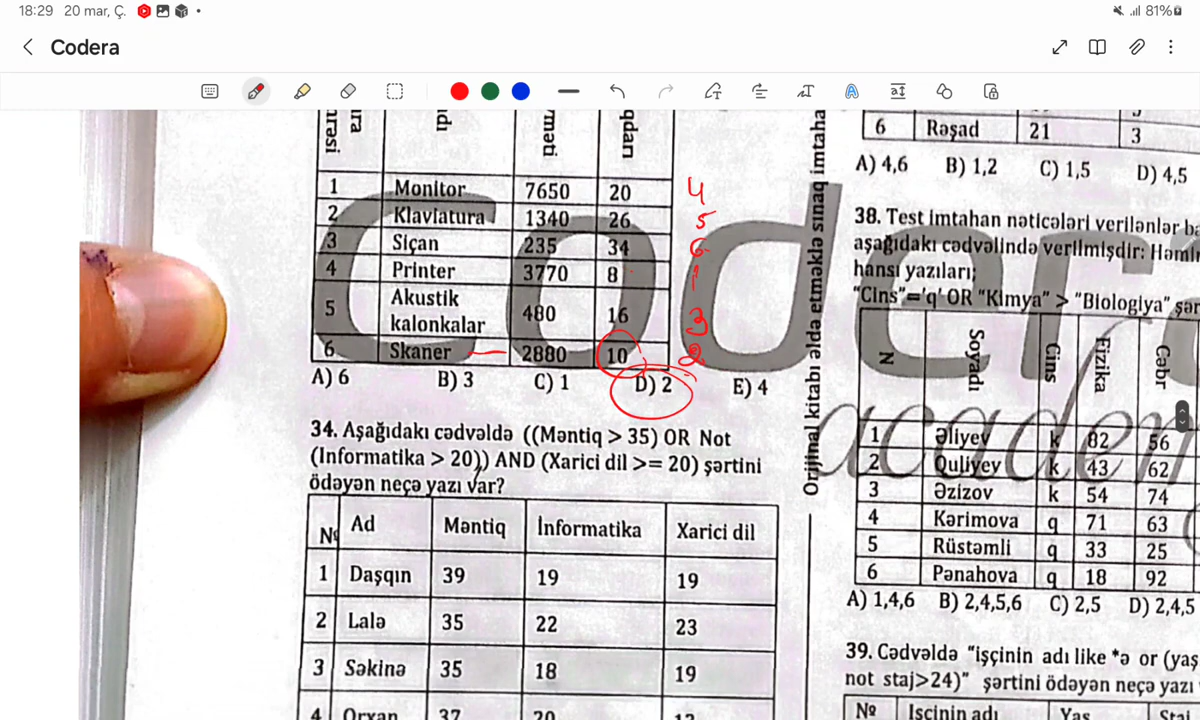 18:29 20 mar, Ç. 81%
Codera
1 Monitor 7650 20 4
2 Klaviatura 1340 26 5
3 Siçan 235 34 6
4 Printer 3770 8 1
5 Akustik kalonkalar 480 16 3
6 Skaner 2880 10 2
A) 6 B) 3 C) 1 D) 2 E) 4
34. Aşağıdakı cədvəldə ((Məntiq > 35) OR Not
(Informatika > 20)) AND (Xarici dil >= 20) şərtini
ödəyən neçə yazı var?
№ Ad Məntiq İnformatika Xarici dil
1 Daşqın 39 19 19
2 Lalə 35 22 23
3 Səkinə 35 18 19
4 Orxan 37 20
Orijinal kitabı əldə etməklə sınaq imtaha
6 Rəşad 21 3
A) 4,6 B) 1,2 C) 1,5 D) 4,5
38. Test imtahan nəticələri verilənlər ba
aşağıdakı cədvəlində verilmişdir: Həmin
hansı yazıları;
"Cins"='q' OR "Kimya" > "Biologiya" şər
N Soyadı Cins Fizika Cəbr
1 Əliyev k 82 56
2 Quliyev k 43 62
3 Əzizov k 54 74
4 Kərimova q 71 63
5 Rüstəmli q 33 25
6 Pənahova q 18 92
A) 1,4,6 B) 2,4,5,6 C) 2,5 D) 2,4,5
39. Cədvəldə "işçinin adı like *ə or (yaş
not staj>24)" şərtini ödəyən neçə yazı
№ İşçinin adı Yaş Staj
Coder
academ